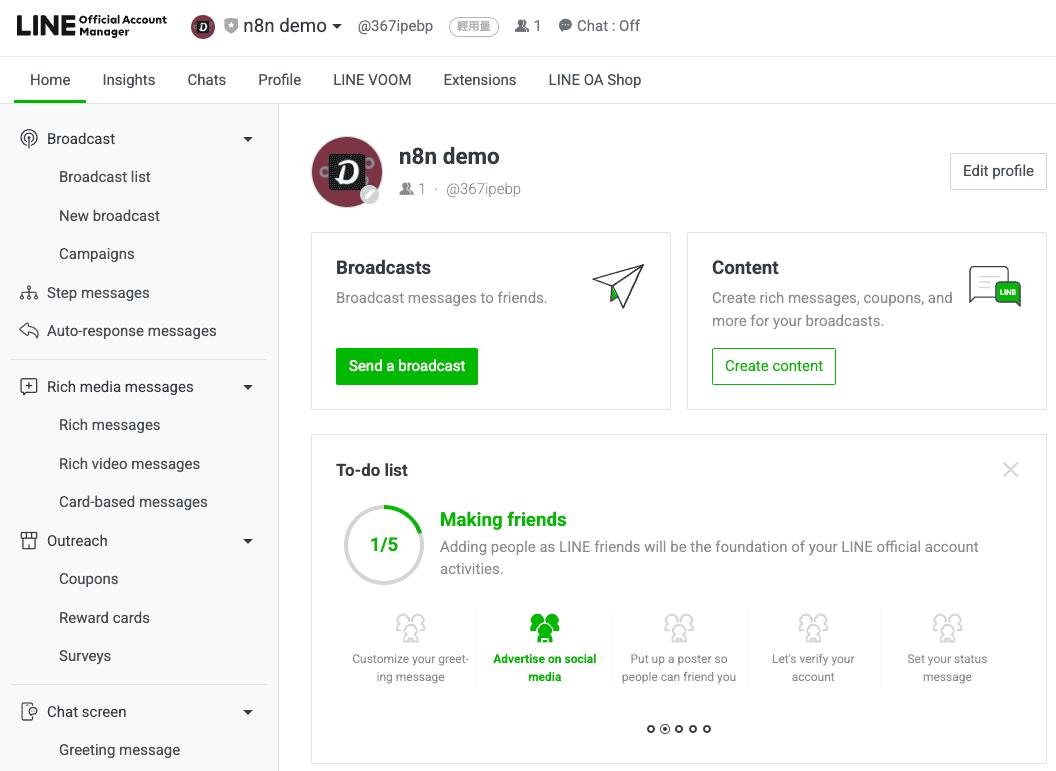 LINE Official Account Manager
n8n demo
@367ipebp
輕用量
1
Chat : Off
Home
Insights
Chats
Profile
LINE VOOM
Extensions
LINE OA Shop
Broadcast
Broadcast list
New broadcast
Campaigns
Step messages
Auto-response messages
Rich media messages
Rich messages
Rich video messages
Card-based messages
Outreach
Coupons
Reward cards
Surveys
Chat screen
Greeting message
D
n8n demo
1 · @367ipebp
Edit profile
Broadcasts
Broadcast messages to friends.
Send a broadcast
Content
Create rich messages, coupons, and
more for your broadcasts.
LINE
Create content
To-do list
1/5
Making friends
Adding people as LINE friends will be the foundation of your LINE official account
activities.
Customize your greet-
ing message
Advertise on social
media
Put up a poster so
people can friend you
Let's verify your
account
Set your status
message